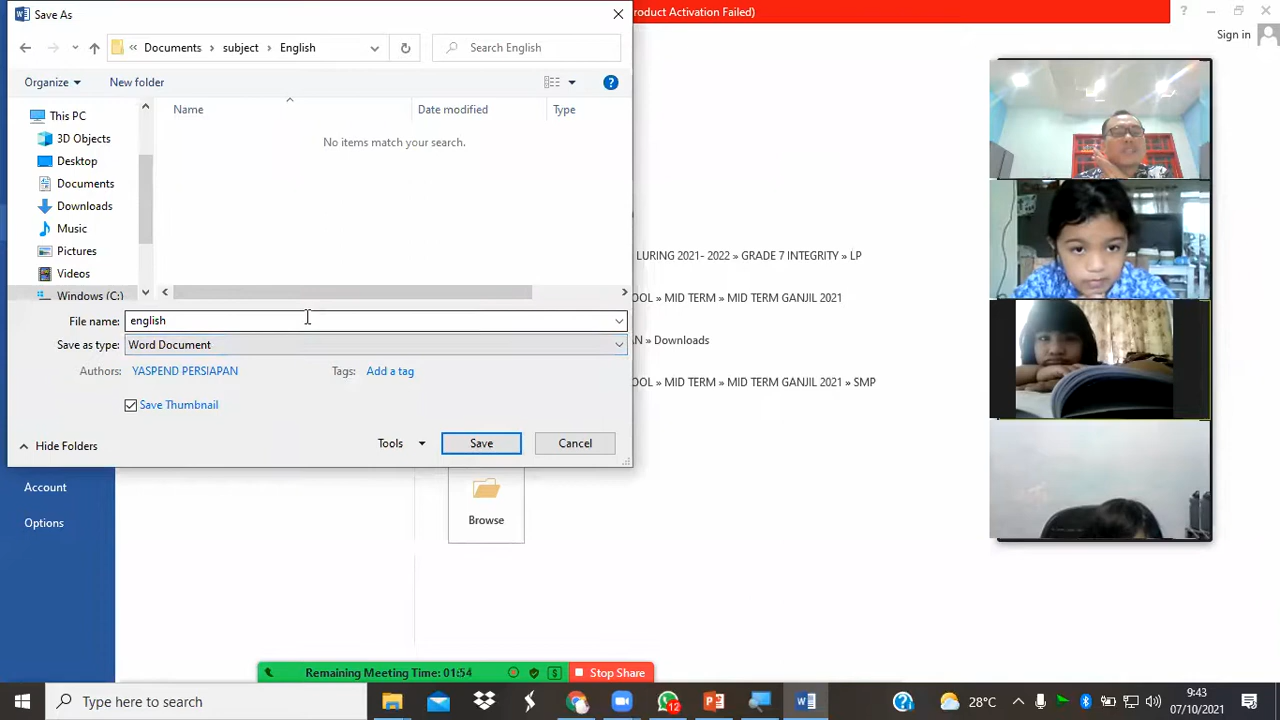 Save As
roduct Activation Failed)
Sign in
Documents
subject
English
Search English
Organize
New folder
This PC
3D Objects
Desktop
Documents
Downloads
Music
Pictures
Videos
Windows (C:)
Name
Date modified
Type
No items match your search.
LURING 2021- 2022 » GRADE 7 INTEGRITY » LP
OOL » MID TERM » MID TERM GANJIL 2021
AN » Downloads
OOL » MID TERM » MID TERM GANJIL 2021 » SMP
File name:
english
Save as type:
Word Document
Authors:
YASPEND PERSIAPAN
Tags:
Add a tag
Save Thumbnail
Hide Folders
Tools
Save
Cancel
Account
Options
Browse
Remaining Meeting Time: 01:54
Stop Share
Type here to search
12
28°C
9:43
07/10/2021